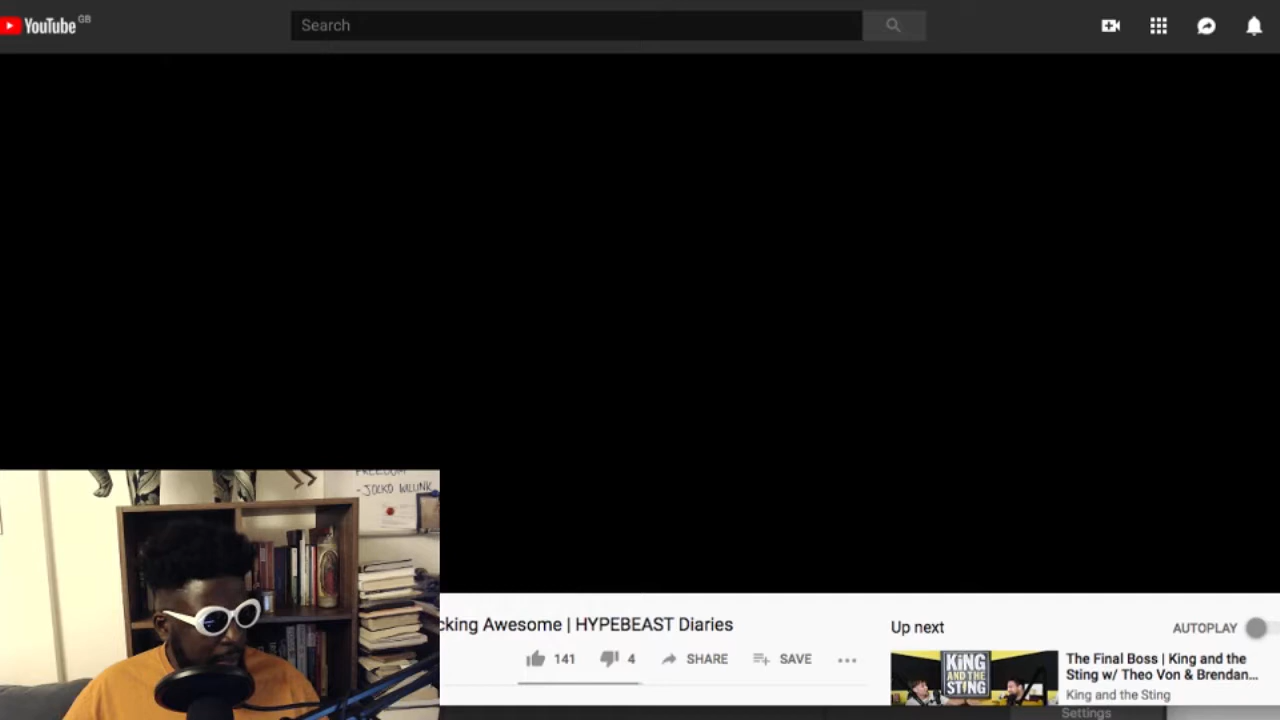 YouTube GB
Search
FREEDOM
- JOCKO WILLINK
cking Awesome | HYPEBEAST Diaries
141
4
SHARE
SAVE
Up next
AUTOPLAY
KING AND THE STING
The Final Boss | King and the
Sting w/ Theo Von & Brendan...
King and the Sting
Settings